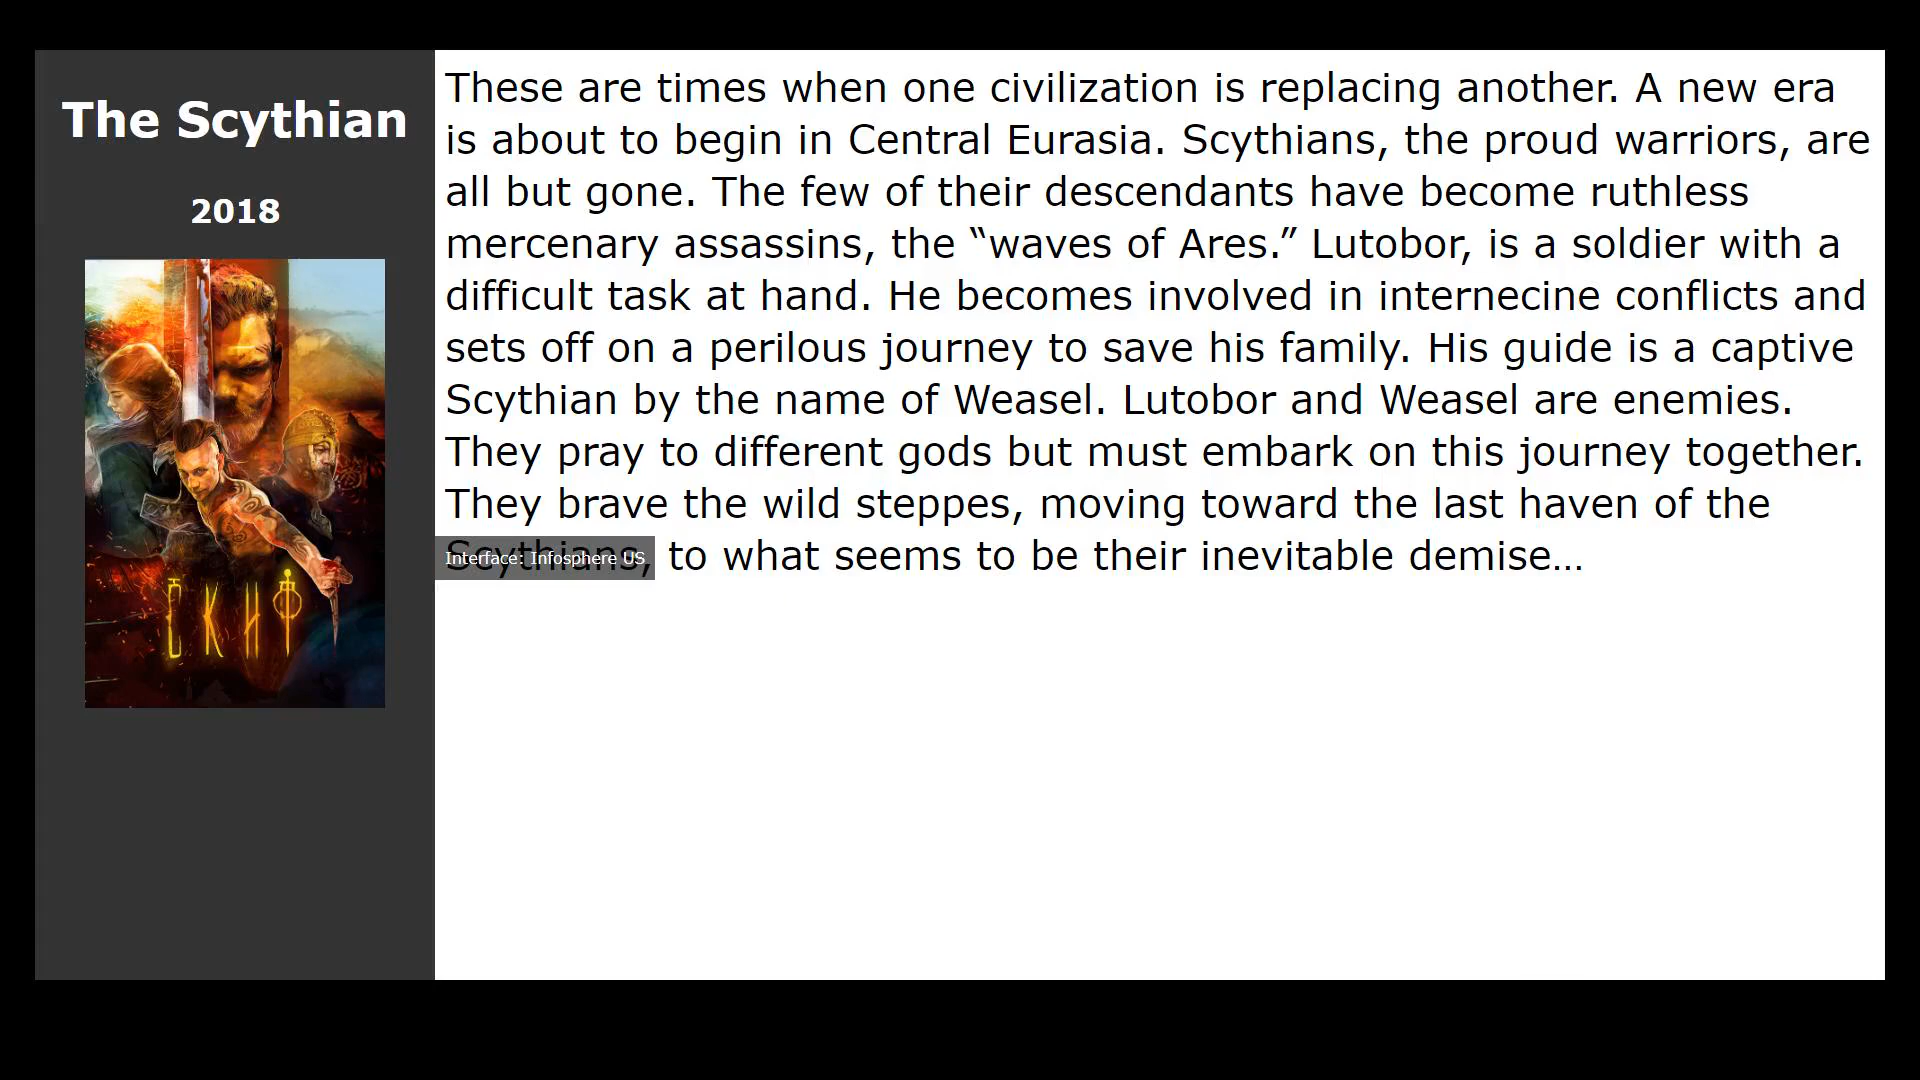 The Scythian
2018
СКИФ
These are times when one civilization is replacing another. A new era
is about to begin in Central Eurasia. Scythians, the proud warriors, are
all but gone. The few of their descendants have become ruthless
mercenary assassins, the “waves of Ares.” Lutobor, is a soldier with a
difficult task at hand. He becomes involved in internecine conflicts and
sets off on a perilous journey to save his family. His guide is a captive
Scythian by the name of Weasel. Lutobor and Weasel are enemies.
They pray to different gods but must embark on this journey together.
They brave the wild steppes, moving toward the last haven of the
Scythians, to what seems to be their inevitable demise…
Interface: Infosphere US